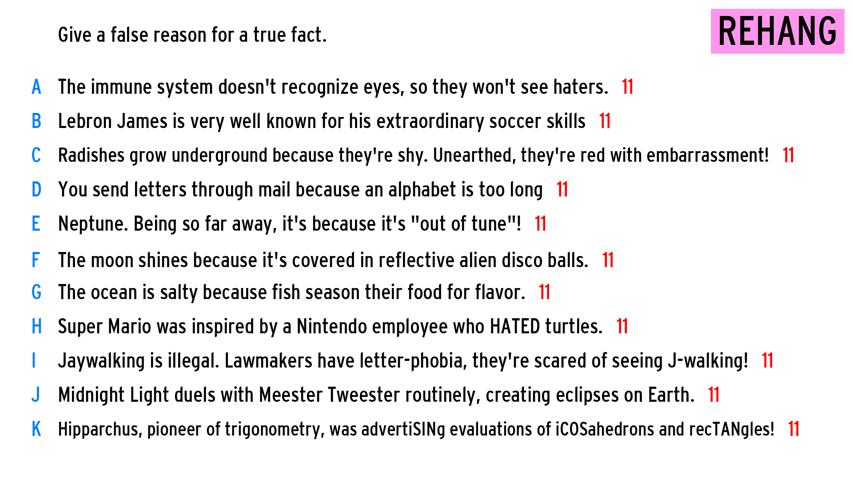 Give a false reason for a true fact.
REHANG
A The immune system doesn't recognize eyes, so they won't see haters. 11
B Lebron James is very well known for his extraordinary soccer skills 11
C Radishes grow underground because they're shy. Unearthed, they're red with embarrassment! 11
D You send letters through mail because an alphabet is too long 11
E Neptune. Being so far away, it's because it's "out of tune"! 11
F The moon shines because it's covered in reflective alien disco balls. 11
G The ocean is salty because fish season their food for flavor. 11
H Super Mario was inspired by a Nintendo employee who HATED turtles. 11
I Jaywalking is illegal. Lawmakers have letter-phobia, they're scared of seeing J-walking! 11
J Midnight Light duels with Meester Tweester routinely, creating eclipses on Earth. 11
K Hipparchus, pioneer of trigonometry, was advertiSINg evaluations of iCOSahedrons and recTANgles! 11